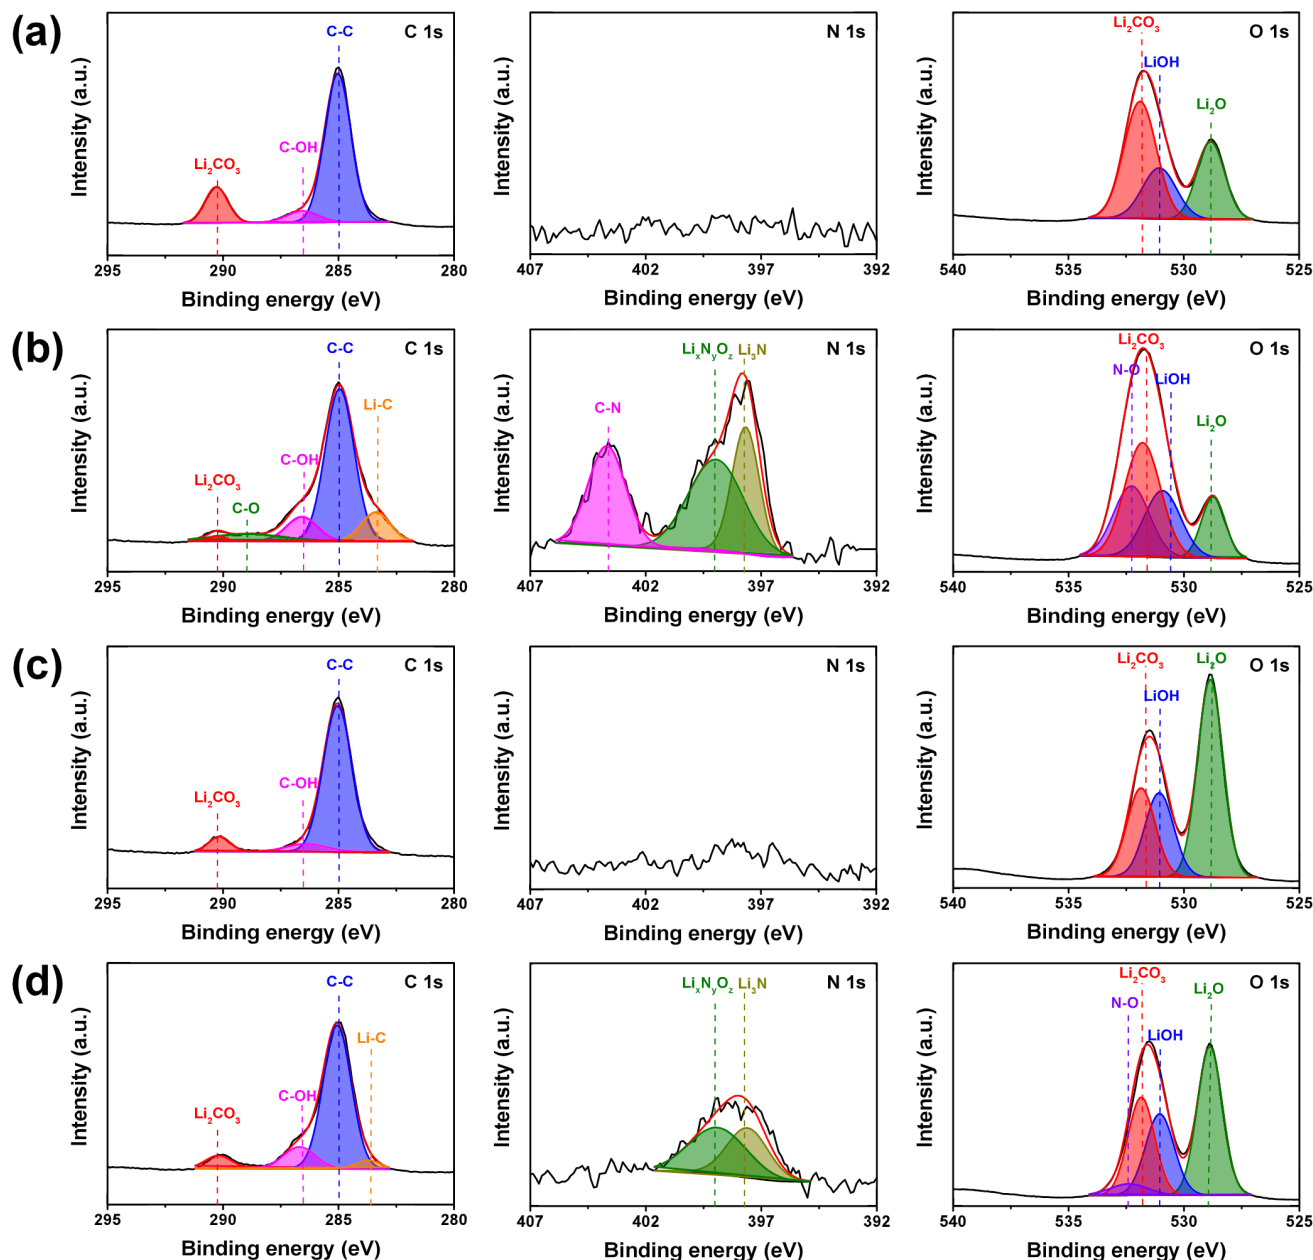 (a)
C 1s
C-C
C-OH
Li₂CO₃
Intensity (a.u.)
295 290 285 280
Binding energy (eV)
N 1s
Intensity (a.u.)
407 402 397 392
Binding energy (eV)
O 1s
Li₂CO₃
LiOH
Li₂O
Intensity (a.u.)
540 535 530 525
Binding energy (eV)
(b)
C 1s
C-C
Li-C
C-OH
Li₂CO₃
C-O
Intensity (a.u.)
295 290 285 280
Binding energy (eV)
N 1s
LiₓNᵧO_z Li₃N
C-N
Intensity (a.u.)
407 402 397 392
Binding energy (eV)
O 1s
Li₂CO₃
N-O
LiOH
Li₂O
Intensity (a.u.)
540 535 530 525
Binding energy (eV)
(c)
C 1s
C-C
C-OH
Li₂CO₃
Intensity (a.u.)
295 290 285 280
Binding energy (eV)
N 1s
Intensity (a.u.)
407 402 397 392
Binding energy (eV)
O 1s
Li₂CO₃
Li₂O
LiOH
Intensity (a.u.)
540 535 530 525
Binding energy (eV)
(d)
C 1s
C-C
Li-C
C-OH
Li₂CO₃
Intensity (a.u.)
295 290 285 280
Binding energy (eV)
N 1s
LiₓNᵧO_z Li₃N
Intensity (a.u.)
407 402 397 392
Binding energy (eV)
O 1s
Li₂CO₃
Li₂O
N-O
LiOH
Intensity (a.u.)
540 535 530 525
Binding energy (eV)